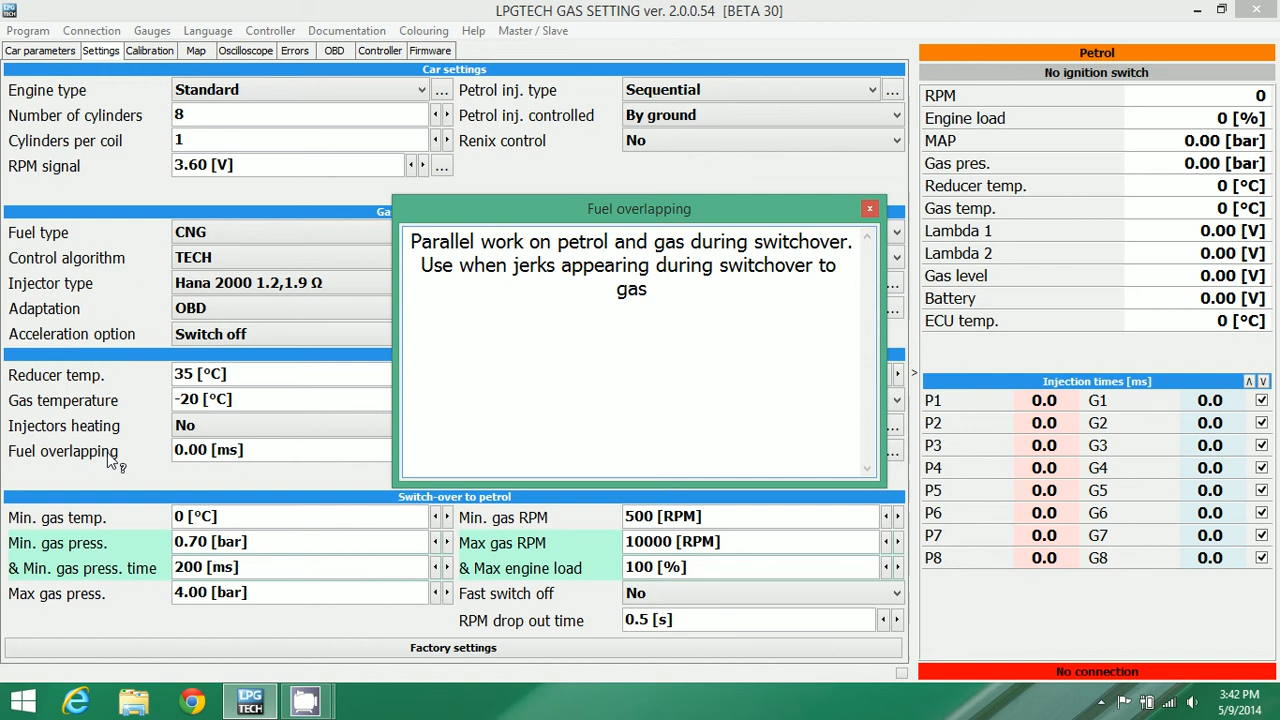 LPGTECH GAS SETTING ver. 2.0.0.54 [BETA 30]
Program Connection Gauges Language Controller Documentation Colouring Help Master / Slave
Car parameters Settings Calibration Map Oscilloscope Errors OBD Controller Firmware
Car settings
Engine type Standard ... Petrol inj. type Sequential ...
Number of cylinders 8 Petrol inj. controlled By ground
Cylinders per coil 1 Renix control No
RPM signal 3.60 [V] ...
Ga
Fuel type CNG
Control algorithm TECH
Injector type Hana 2000 1.2,1.9 Ω
Adaptation OBD
Acceleration option Switch off
Reducer temp. 35 [ºC]
Gas temperature -20 [ºC]
Injectors heating No
Fuel overlapping 0.00 [ms]
Fuel overlapping x
Parallel work on petrol and gas during switchover.
Use when jerks appearing during switchover to
gas
Switch-over to petrol
Min. gas temp. 0 [ºC] Min. gas RPM 500 [RPM]
Min. gas press. 0.70 [bar] Max gas RPM 10000 [RPM]
& Min. gas press. time 200 [ms] & Max engine load 100 [%]
Max gas press. 4.00 [bar] Fast switch off No
RPM drop out time 0.5 [s]
Factory settings
Petrol
No ignition switch
RPM 0
Engine load 0 [%]
MAP 0.00 [bar]
Gas pres. 0.00 [bar]
Reducer temp. 0 [ºC]
Gas temp. 0 [ºC]
Lambda 1 0.00 [V]
Lambda 2 0.00 [V]
Gas level 0.00 [V]
Battery 0.00 [V]
ECU temp. 0 [ºC]
>
Injection times [ms]
P1 0.0 G1 0.0
P2 0.0 G2 0.0
P3 0.0 G3 0.0
P4 0.0 G4 0.0
P5 0.0 G5 0.0
P6 0.0 G6 0.0
P7 0.0 G7 0.0
P8 0.0 G8 0.0
No connection
LPG
TECH
3:42 PM
5/9/2014